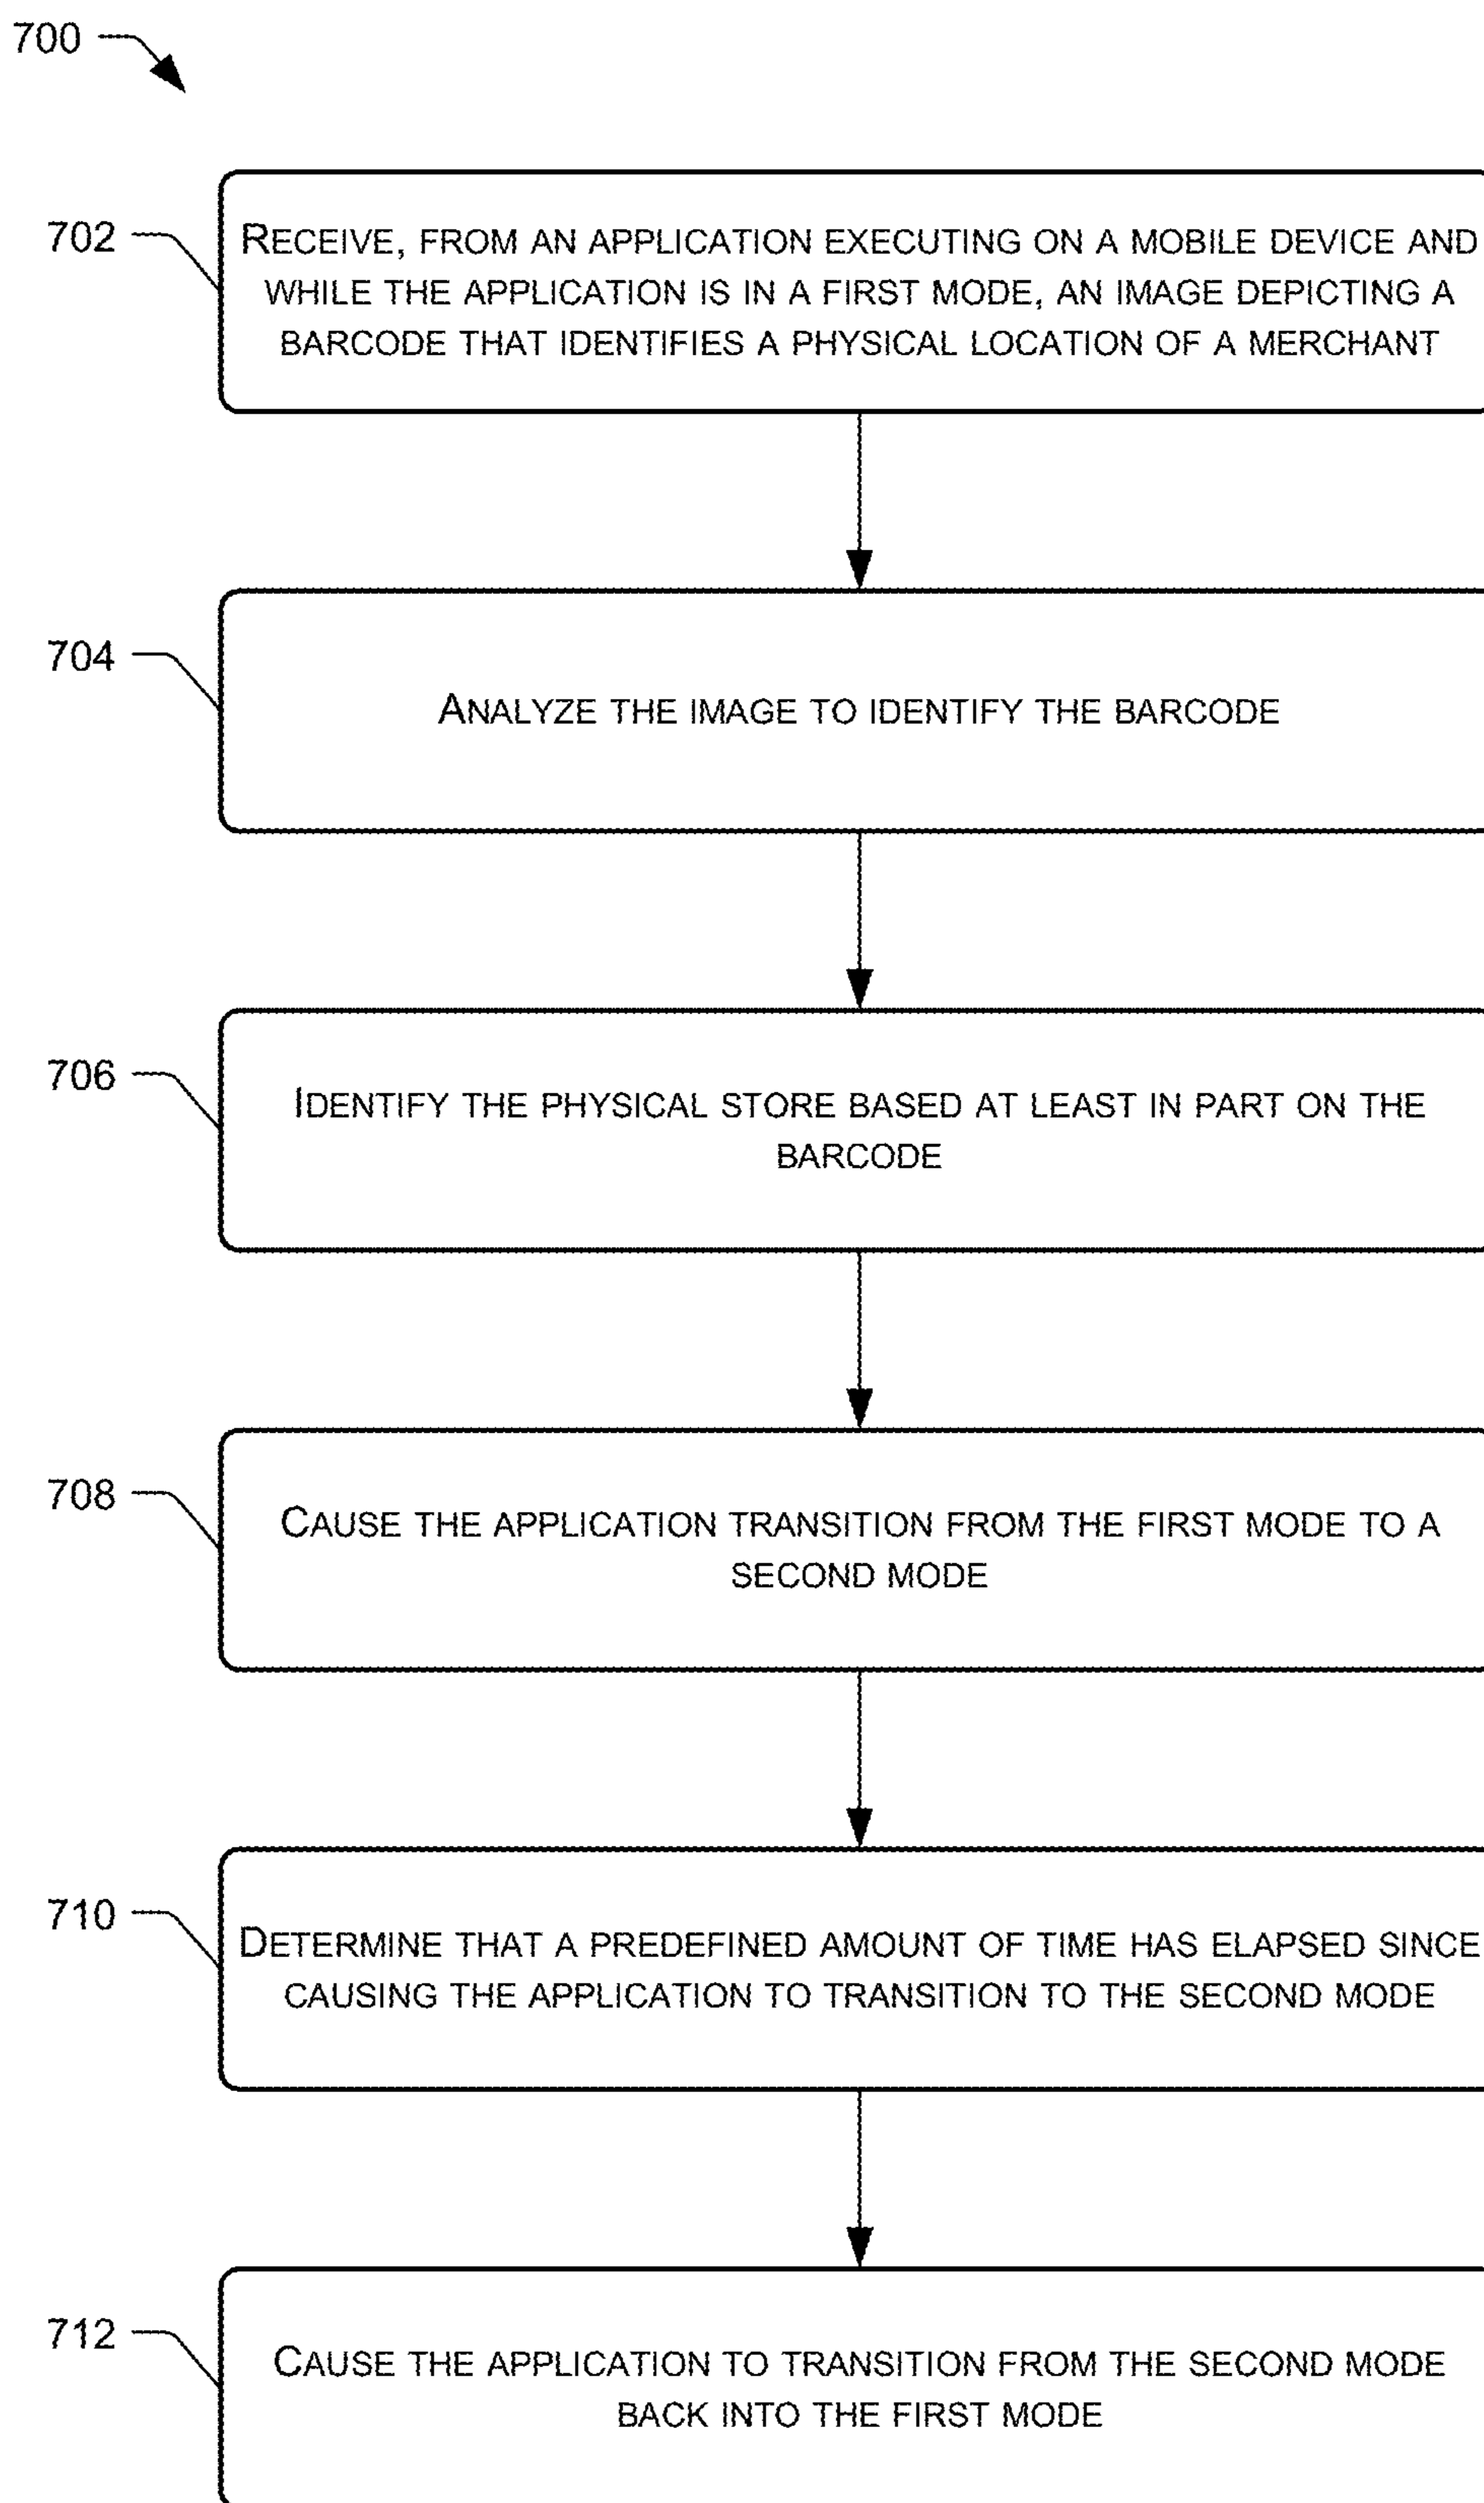 700
702
RECEIVE, FROM AN APPLICATION EXECUTING ON A MOBILE DEVICE AND
WHILE THE APPLICATION IS IN A FIRST MODE, AN IMAGE DEPICTING A
BARCODE THAT IDENTIFIES A PHYSICAL LOCATION OF A MERCHANT
704
ANALYZE THE IMAGE TO IDENTIFY THE BARCODE
706
IDENTIFY THE PHYSICAL STORE BASED AT LEAST IN PART ON THE
BARCODE
708
CAUSE THE APPLICATION TRANSITION FROM THE FIRST MODE TO A
SECOND MODE
710
DETERMINE THAT A PREDEFINED AMOUNT OF TIME HAS ELAPSED SINCE
CAUSING THE APPLICATION TO TRANSITION TO THE SECOND MODE
712
CAUSE THE APPLICATION TO TRANSITION FROM THE SECOND MODE
BACK INTO THE FIRST MODE